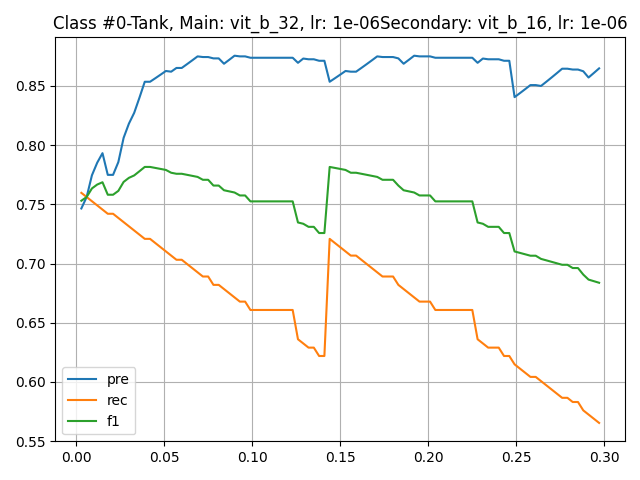 Class #0-Tank, Main: vit_b_32, lr: 1e-06Secondary: vit_b_16, lr: 1e-06
0.85
0.80
0.75
0.70
0.65
0.60
0.55
pre
rec
f1
0.00 0.05 0.10 0.15 0.20 0.25 0.30